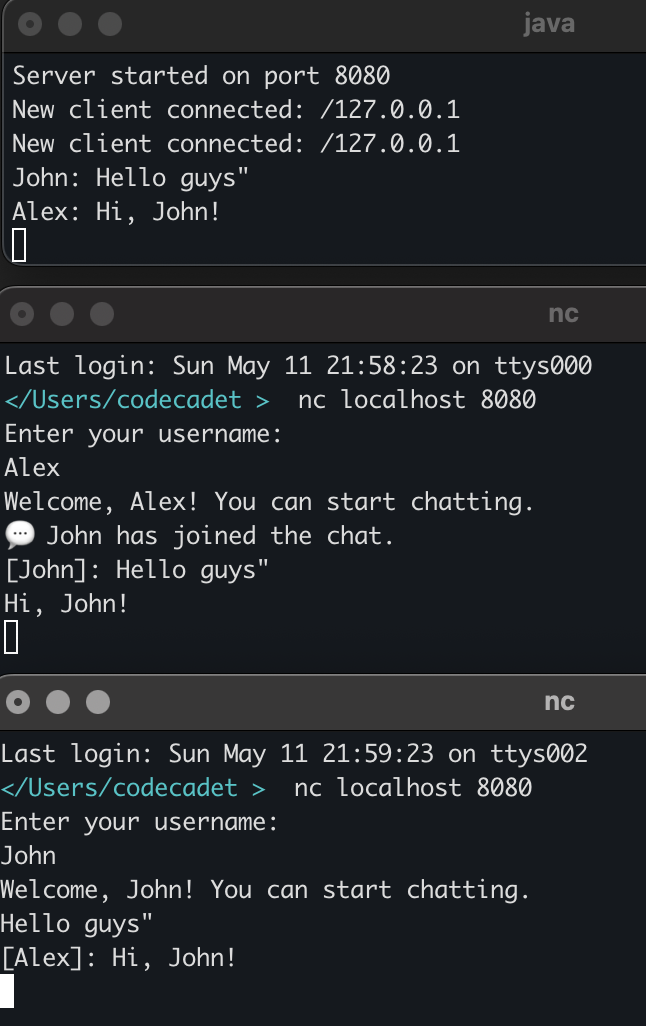 java
Server started on port 8080
New client connected: /127.0.0.1
New client connected: /127.0.0.1
John: Hello guys"
Alex: Hi, John!
nc
Last login: Sun May 11 21:58:23 on ttys000
</Users/codecadet >  nc localhost 8080
Enter your username:
Alex
Welcome, Alex! You can start chatting.
💬 John has joined the chat.
[John]: Hello guys"
Hi, John!
nc
Last login: Sun May 11 21:59:23 on ttys002
</Users/codecadet >  nc localhost 8080
Enter your username:
John
Welcome, John! You can start chatting.
Hello guys"
[Alex]: Hi, John!